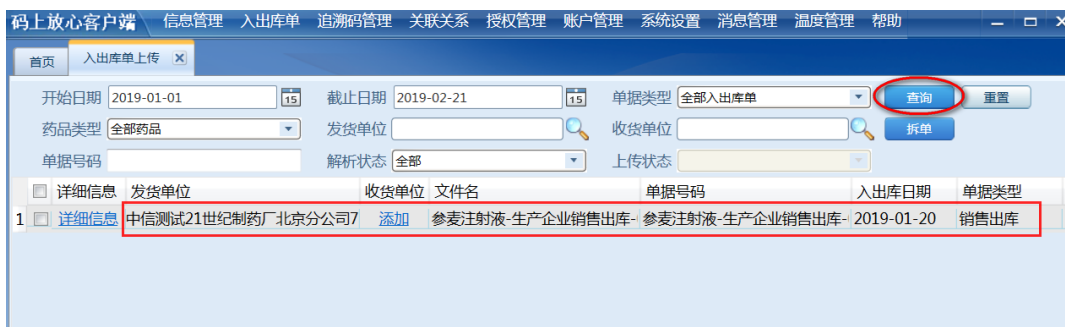 码上放心客户端 信息管理 入出库单 追溯码管理 关联关系 授权管理 账户管理 系统设置 消息管理 温度管理 帮助
首页 入出库单上传
开始日期 2019-01-01 15 截止日期 2019-02-21 15 单据类型 全部入出库单 查询 重置
药品类型 全部药品 发货单位 收货单位 拆单
单据号码 解析状态 全部 上传状态
详细信息 发货单位 收货单位 文件名 单据号码 入出库日期 单据类型
1 详细信息 中信测试21世纪制药厂北京分公司7 添加 参麦注射液-生产企业销售出库- 参麦注射液-生产企业销售出库- 2019-01-20 销售出库